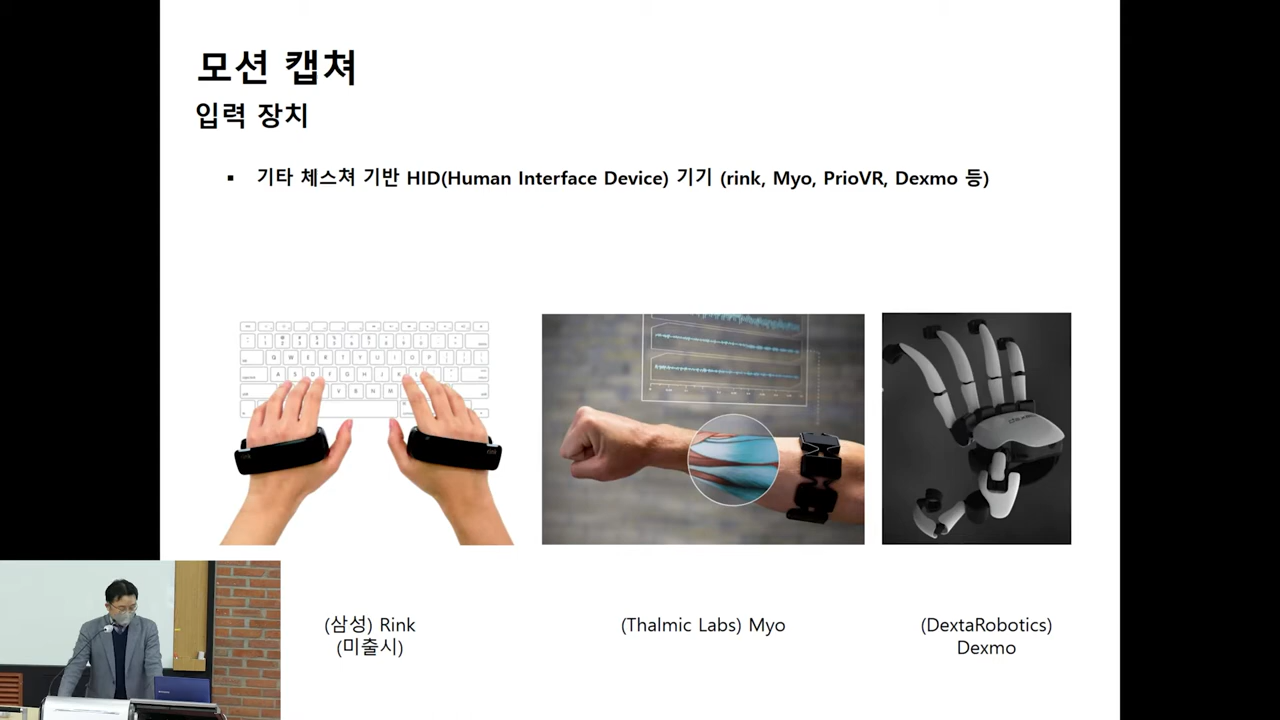 모션 캡쳐
입력 장치
▪ 기타 체스쳐 기반 HID(Human Interface Device) 기기 (rink, Myo, PrioVR, Dexmo 등)
(삼성) Rink
(미출시)
(Thalmic Labs) Myo
(DextaRobotics)
Dexmo